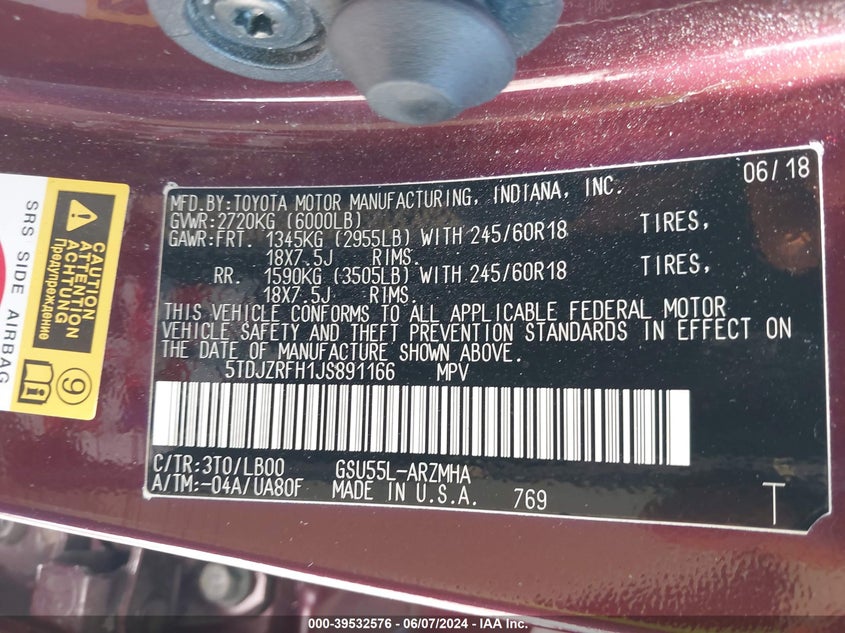 06/18
MFD.BY:TOYOTA MOTOR MANUFACTURING, INDIANA, INC.
GVWR:2720KG (6000LB)
GAWR:FRT. 1345KG (2955LB) WITH 245/60R18 TIRES,
18X7.5J RIMS.
RR. 1590KG (3505LB) WITH 245/60R18 TIRES,
18X7.5J RIMS.
THIS VEHICLE CONFORMS TO ALL APPLICABLE FEDERAL MOTOR
VEHICLE SAFETY AND THEFT PREVENTION STANDARDS IN EFFECT ON
THE DATE OF MANUFACTURE SHOWN ABOVE.
5TDJZRFH1JS891166 MPV
C/TR:3T0/LB00 GSU55L-ARZMHA
A/TM:-04A/UA80F MADE IN U.S.A. 769 T
SRS SIDE AIRBAG
CAUTION
ATTENTION
ACHTUNG
Предупреждение
9
000-39532576 - 06/07/2024 - IAA Inc.